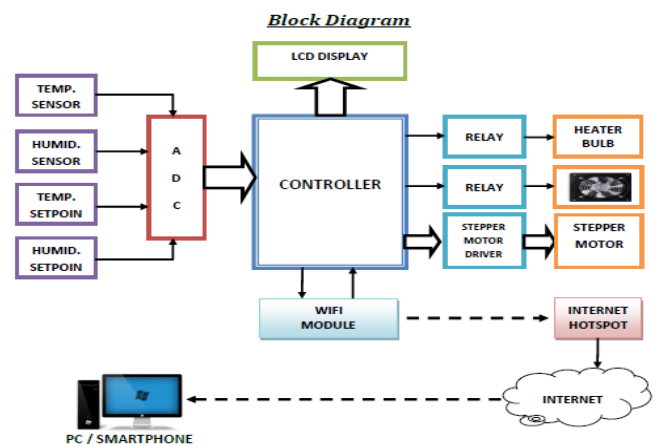 Block Diagram
LCD DISPLAY
TEMP.
SENSOR
HUMID.
SENSOR
TEMP.
SETPOIN
HUMID.
SETPOIN
A
D
C
CONTROLLER
RELAY
HEATER
BULB
RELAY
STEPPER
MOTOR
DRIVER
STEPPER
MOTOR
WIFI
MODULE
INTERNET
HOTSPOT
INTERNET
PC / SMARTPHONE